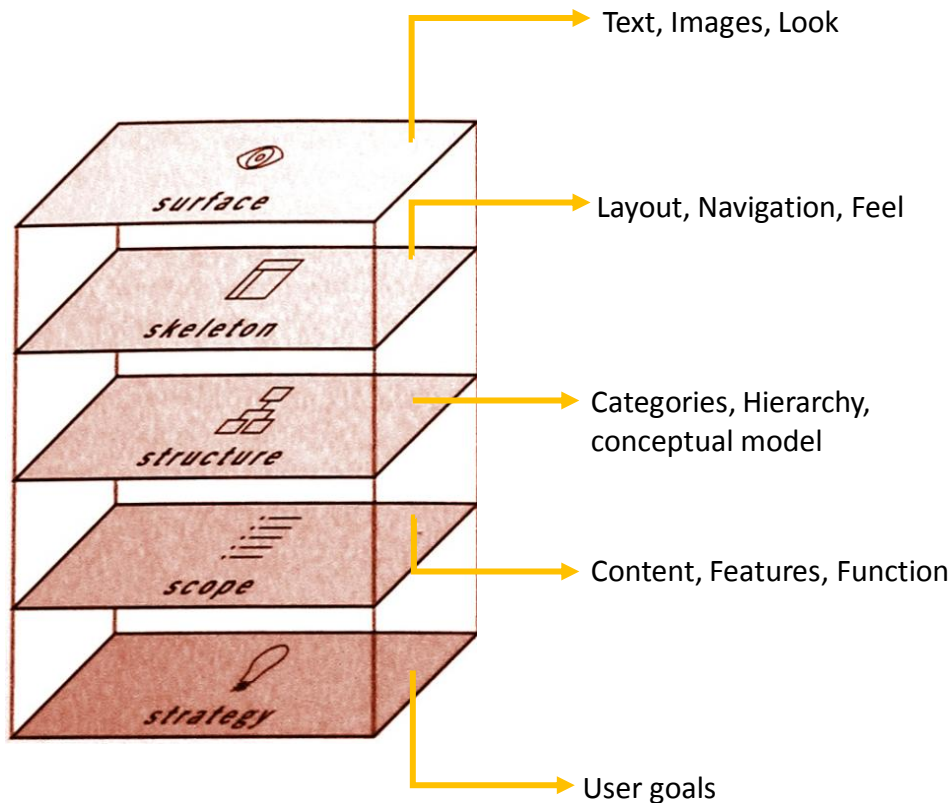 Text, Images, Look
surface
Layout, Navigation, Feel
skeleton
Categories, Hierarchy,
conceptual model
structure
Content, Features, Function
scope
strategy
User goals